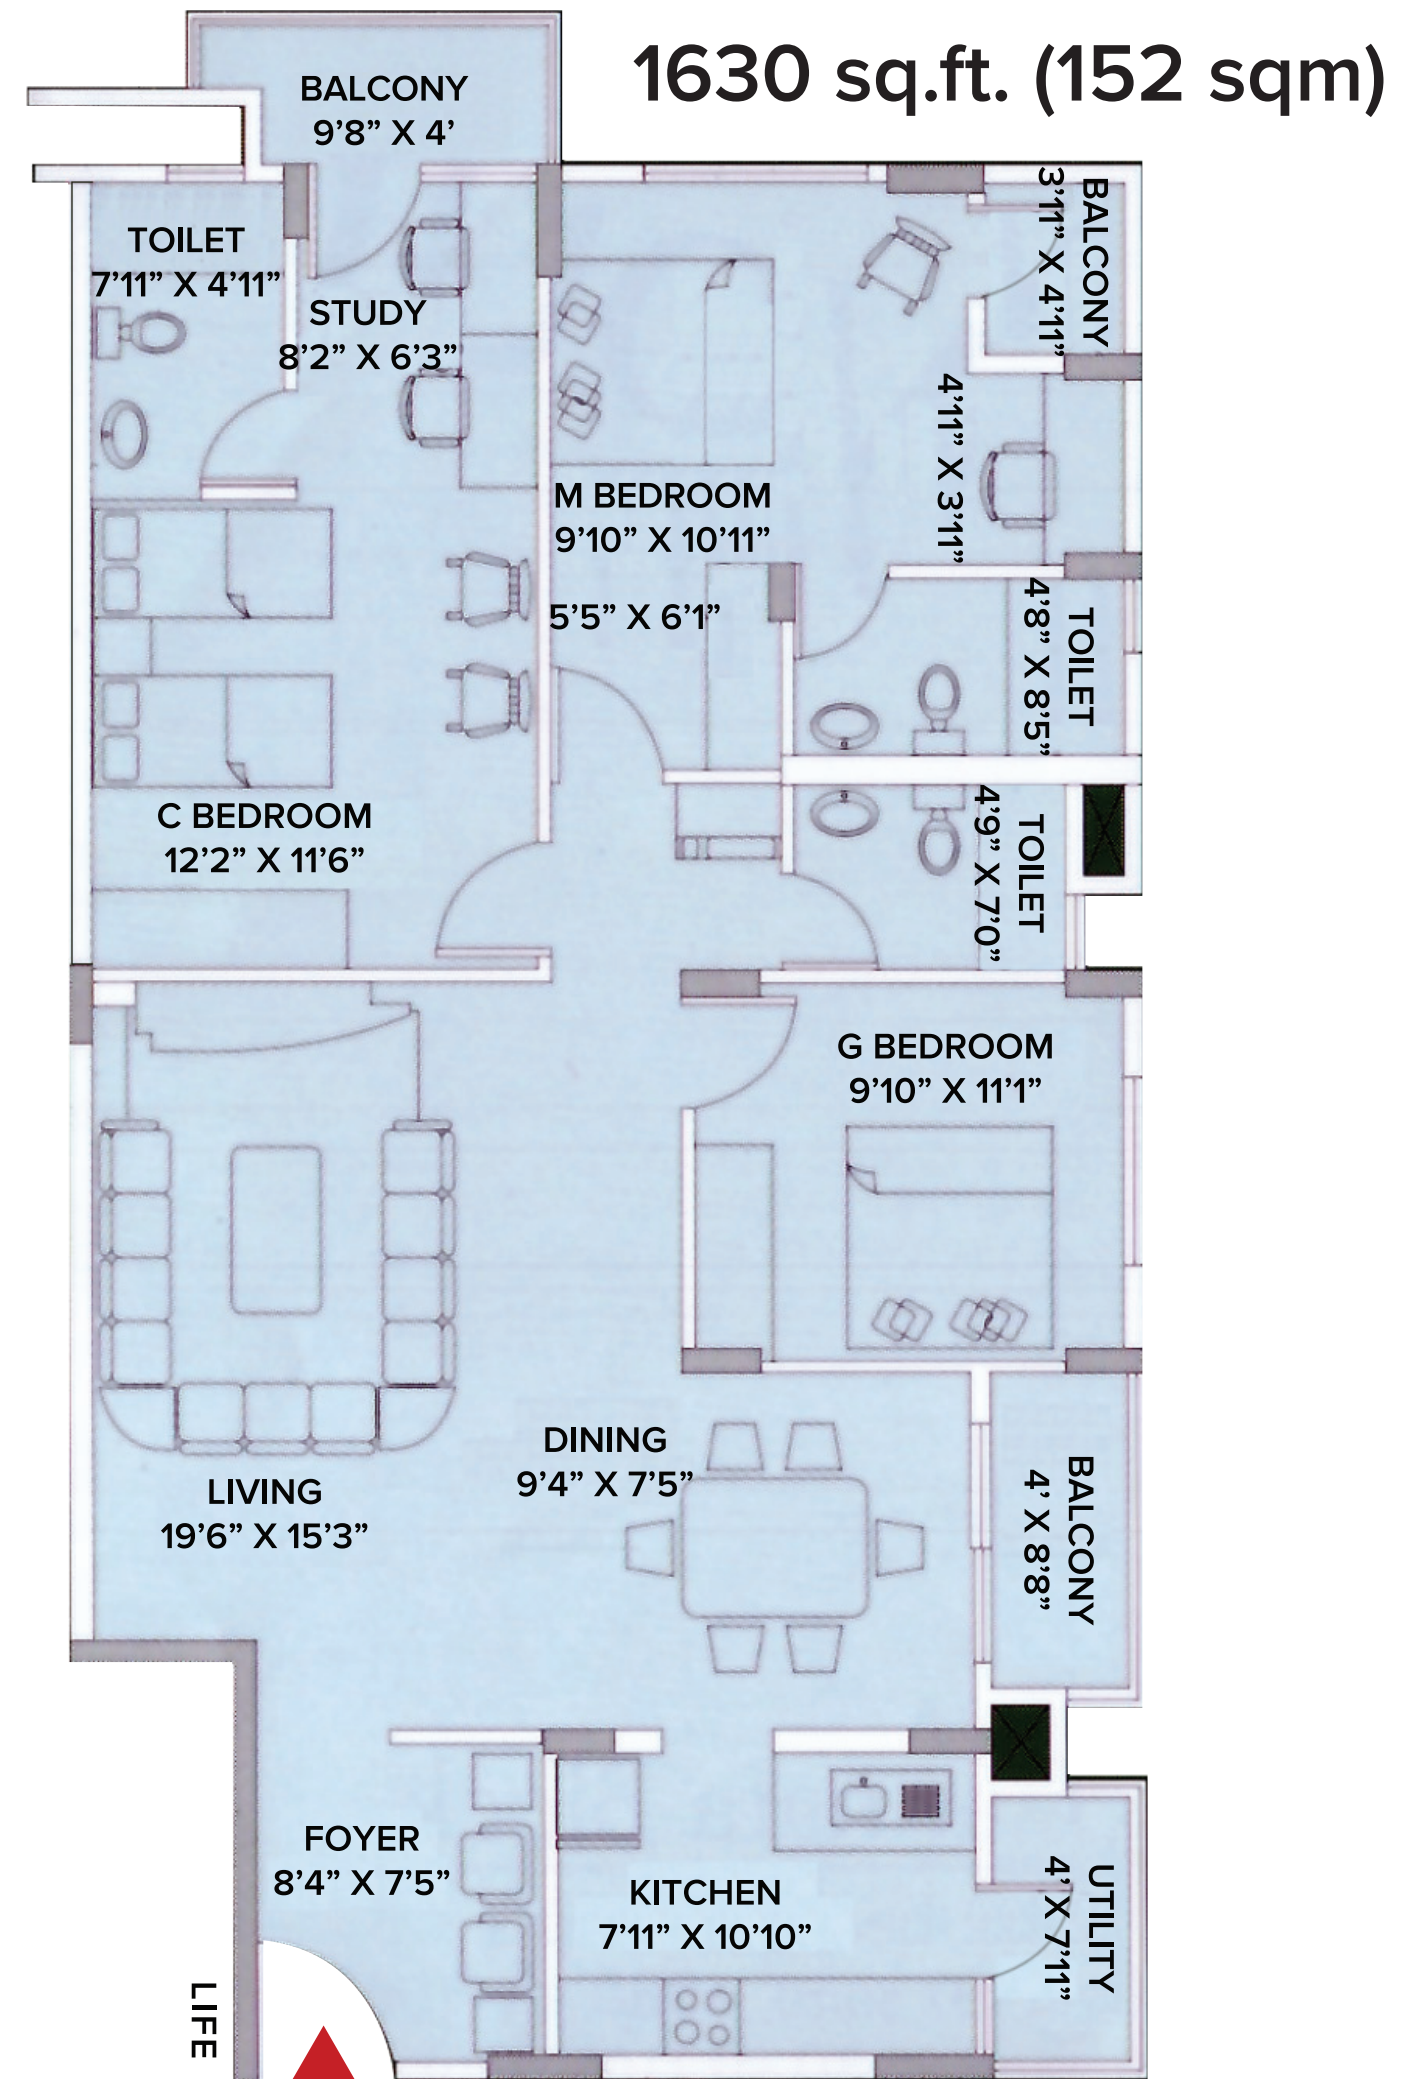 1630 sq.ft. (152 sqm)
BALCONY
9'8” X 4'
TOILET
7'11” X 4'11”
STUDY
8'2” X 6'3”
BALCONY
3'11” X 4'11”
4'11” X 3'11”
M BEDROOM
9'10” X 10'11”
5'5” X 6'1”
TOILET
4'8” X 8'5”
C BEDROOM
12'2” X 11'6”
TOILET
4'9” X 7'0”
G BEDROOM
9'10” X 11'1”
DINING
9'4” X 7'5”
LIVING
19'6” X 15'3”
BALCONY
4' X 8'8”
FOYER
8'4” X 7'5”
KITCHEN
7'11” X 10'10”
UTILITY
4' X 7'11”
LIFE